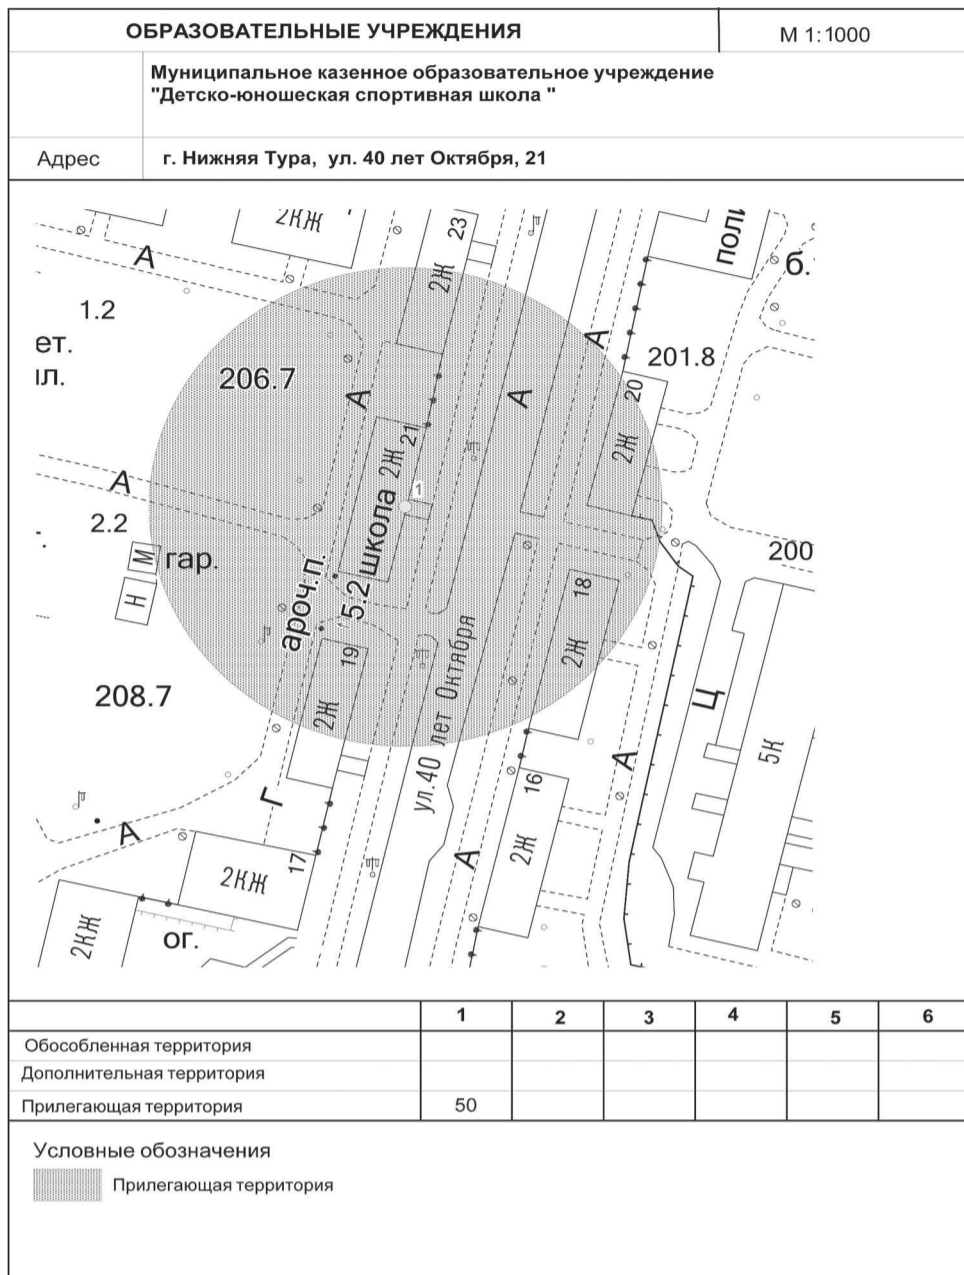 ОБРАЗОВАТЕЛЬНЫЕ УЧРЕЖДЕНИЯ
М 1:1000
Муниципальное казенное образовательное учреждение
"Детско-юношеская спортивная школа "
Адрес
г. Нижняя Тура, ул. 40 лет Октября, 21
2КЖ
23
2Ж
поли
А
б.
1.2
ет.
А
201.8
206.7
А
А
20
21
2Ж
2Ж
А
1
2.2
школа
200
М
гар.
5.2
Н
ароч.п.
18
2Ж
19
208.7
2Ж
ул.40 лет Октября
Ц
5К
А
16
Г
А
2Ж
А
17
2КЖ
2КЖ
ог.
1 2 3 4 5 6
Обособленная территория
Дополнительная территория
Прилегающая территория 50
Условные обозначения
Прилегающая территория